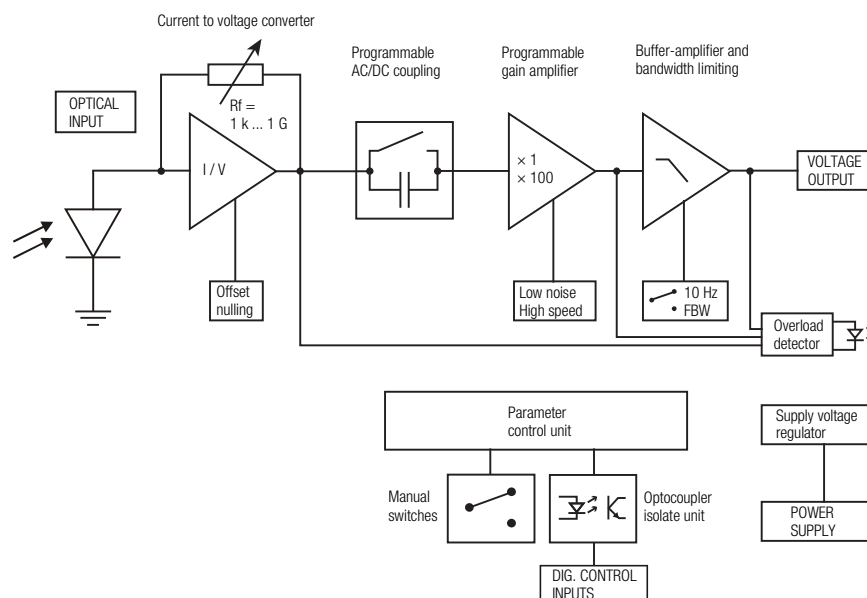 Current to voltage converter
Programmable
AC/DC coupling
Programmable
gain amplifier
Buffer-amplifier and
bandwidth limiting
OPTICAL
INPUT
Rf =
1 k ... 1 G
I / V
× 1
× 100
VOLTAGE
OUTPUT
Offset
nulling
Low noise
High speed
10 Hz
FBW
Overload
detector
Parameter
control unit
Supply voltage
regulator
Manual
switches
Optocoupler
isolate unit
POWER
SUPPLY
DIG. CONTROL
INPUTS